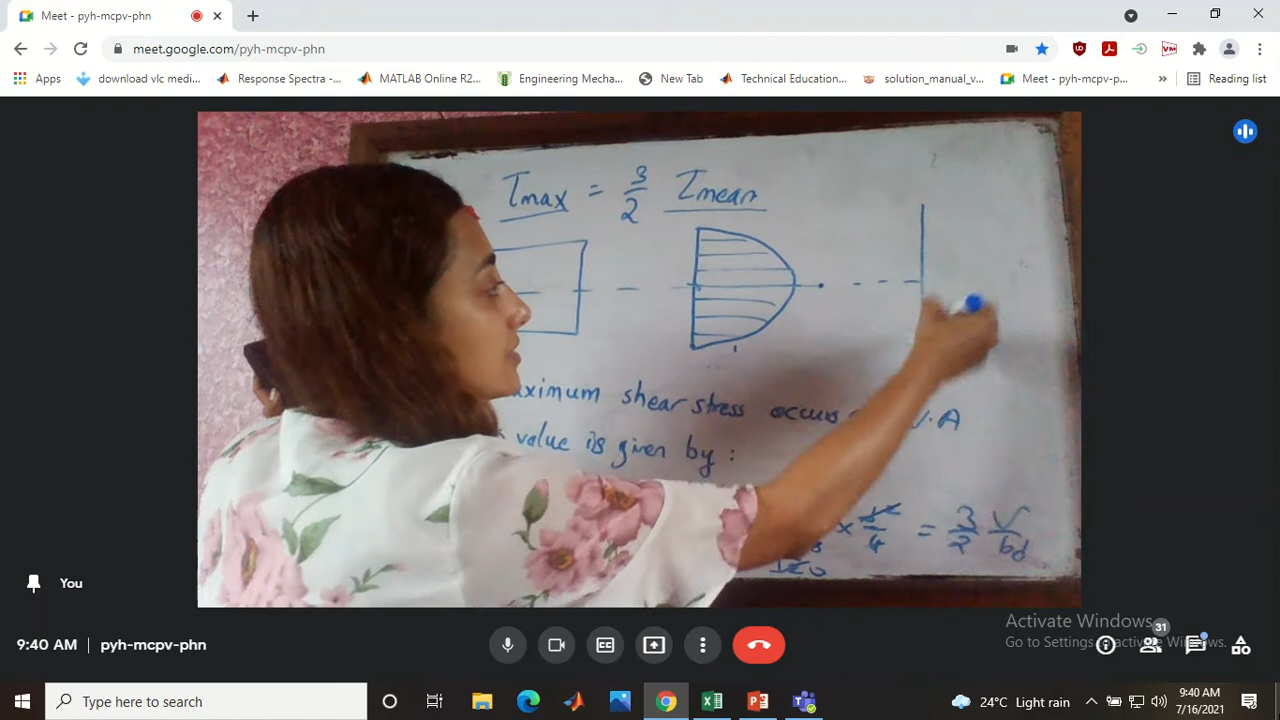 Meet - pyh-mcpv-phn
meet.google.com/pyh-mcpv-phn
Apps download vlc medi... Response Spectra -... MATLAB Online R2... Engineering Mecha... New Tab Technical Education... solution_manual_v... Meet - pyh-mcpv-p... » Reading list
τmax = 3/2 τmean
aximum shear stress occurs N.A
value is given by :
= 3/2 V/bd
You
Activate Windows
Go to Settings to activate Windows.
9:40 AM | pyh-mcpv-phn
31
Type here to search
24°C Light rain
9:40 AM
7/16/2021